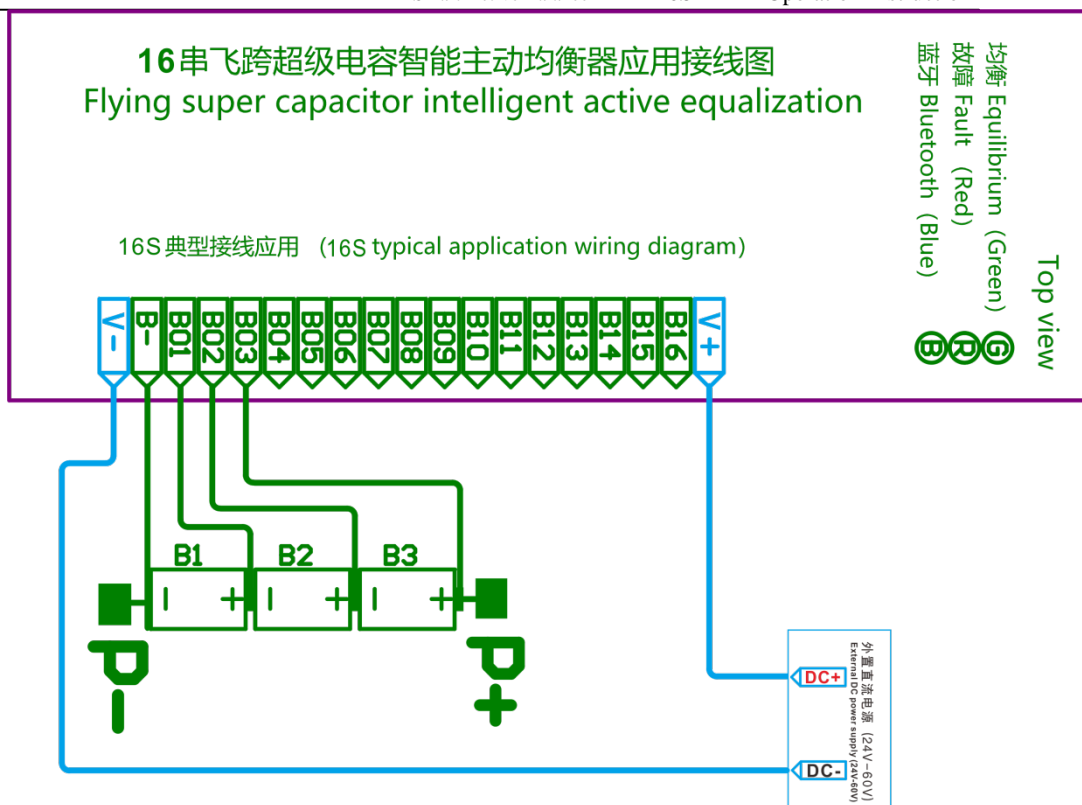 16串飞跨超级电容智能主动均衡器应用接线图
Flying super capacitor intelligent active equalization
均衡 Equilibrium (Green)
故障 Fault (Red)
蓝牙 Bluetooth (Blue)
Top view
G
R
B
16S典型接线应用 (16S typical application wiring diagram)
V- B- B01 B02 B03 B04 B05 B06 B07 B08 B09 B10 B11 B12 B13 B14 B15 B16 V+
B1 B2 B3
- + - + - +
P-
P+
外置直流电源 (24V-60V)
External DC power supply (24V-60V)
DC+
DC-